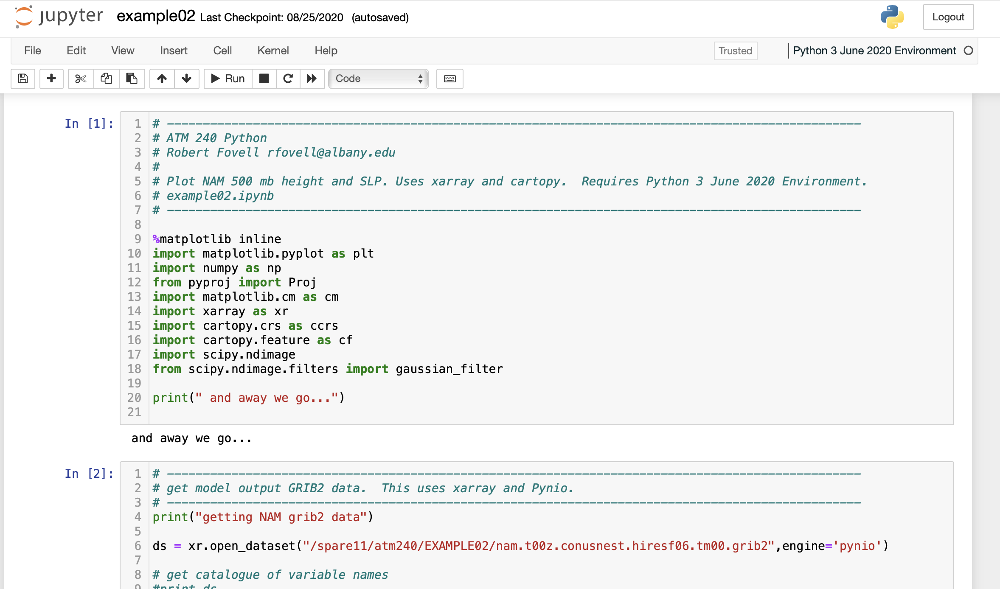 jupyter example02 Last Checkpoint: 08/25/2020 (autosaved) Logout
File Edit View Insert Cell Kernel Help Trusted Python 3 June 2020 Environment
Run Code
In [1]:
1 # -------------------------------------------------------------------------------------------------
2 # ATM 240 Python
3 # Robert Fovell rfovell@albany.edu
4 #
5 # Plot NAM 500 mb height and SLP. Uses xarray and cartopy.  Requires Python 3 June 2020 Environment.
6 # example02.ipynb
7 # -------------------------------------------------------------------------------------------------
8
9 %matplotlib inline
10 import matplotlib.pyplot as plt
11 import numpy as np
12 from pyproj import Proj
13 import matplotlib.cm as cm
14 import xarray as xr
15 import cartopy.crs as ccrs
16 import cartopy.feature as cf
17 import scipy.ndimage
18 from scipy.ndimage.filters import gaussian_filter
19
20 print(" and away we go...")
21
and away we go...
In [2]:
1 # -------------------------------------------------------------------------------------------------
2 # get model output GRIB2 data.  This uses xarray and Pynio.
3 # -------------------------------------------------------------------------------------------------
4 print("getting NAM grib2 data")
5
6 ds = xr.open_dataset("/spare11/atm240/EXAMPLE02/nam.t00z.conusnest.hiresf06.tm00.grib2",engine='pynio')
7
8 # get catalogue of variable names
9 #print ds